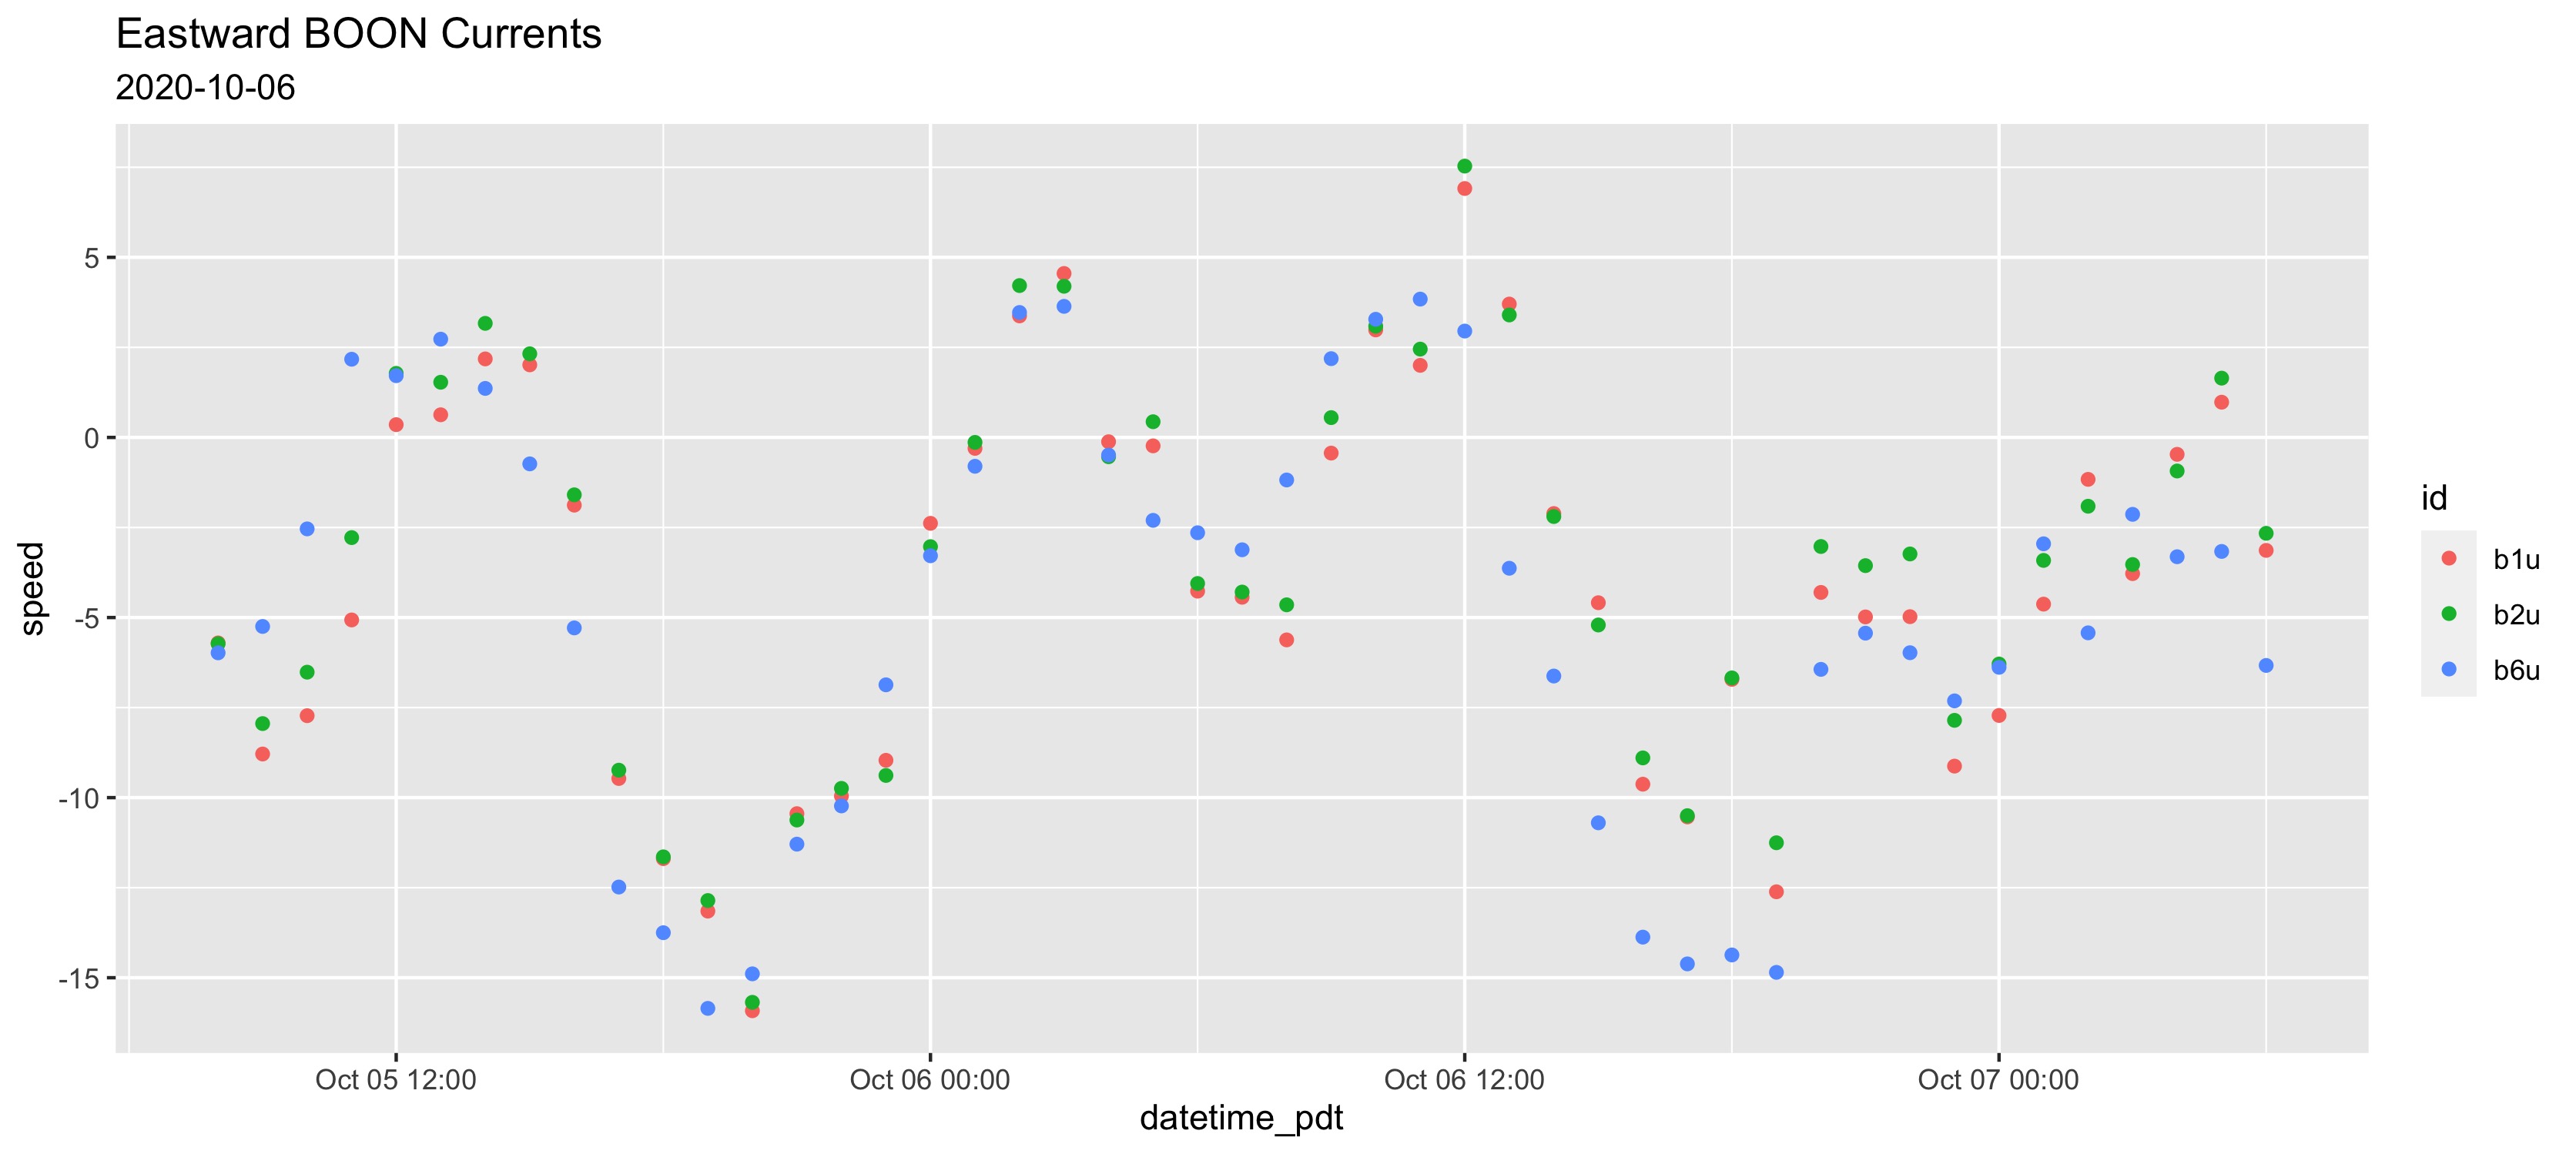 Eastward BOON Currents
2020-10-06
speed
5
0
-5
-10
-15
Oct 05 12:00
Oct 06 00:00
Oct 06 12:00
Oct 07 00:00
datetime_pdt
id
b1u
b2u
b6u